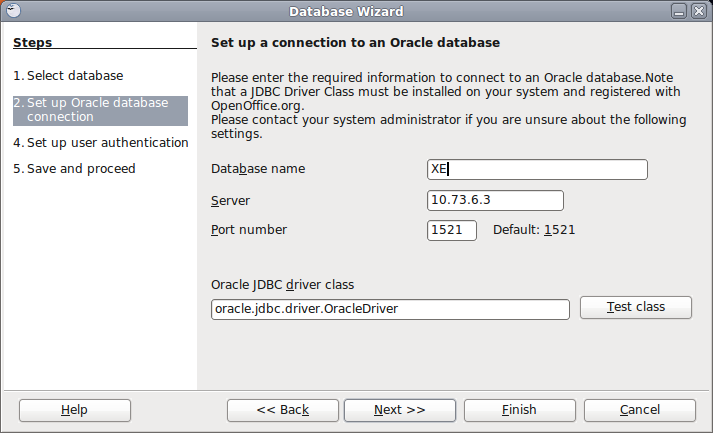 Database Wizard
Steps
1. Select database
2. Set up Oracle database
connection
4. Set up user authentication
5. Save and proceed
Set up a connection to an Oracle database
Please enter the required information to connect to an Oracle database.Note
that a JDBC Driver Class must be installed on your system and registered with
OpenOffice.org.
Please contact your system administrator if you are unsure about the following
settings.
Database name XE
Server 10.73.6.3
Port number 1521 Default: 1521
Oracle JDBC driver class
oracle.jdbc.driver.OracleDriver Test class
Help << Back Next >> Finish Cancel